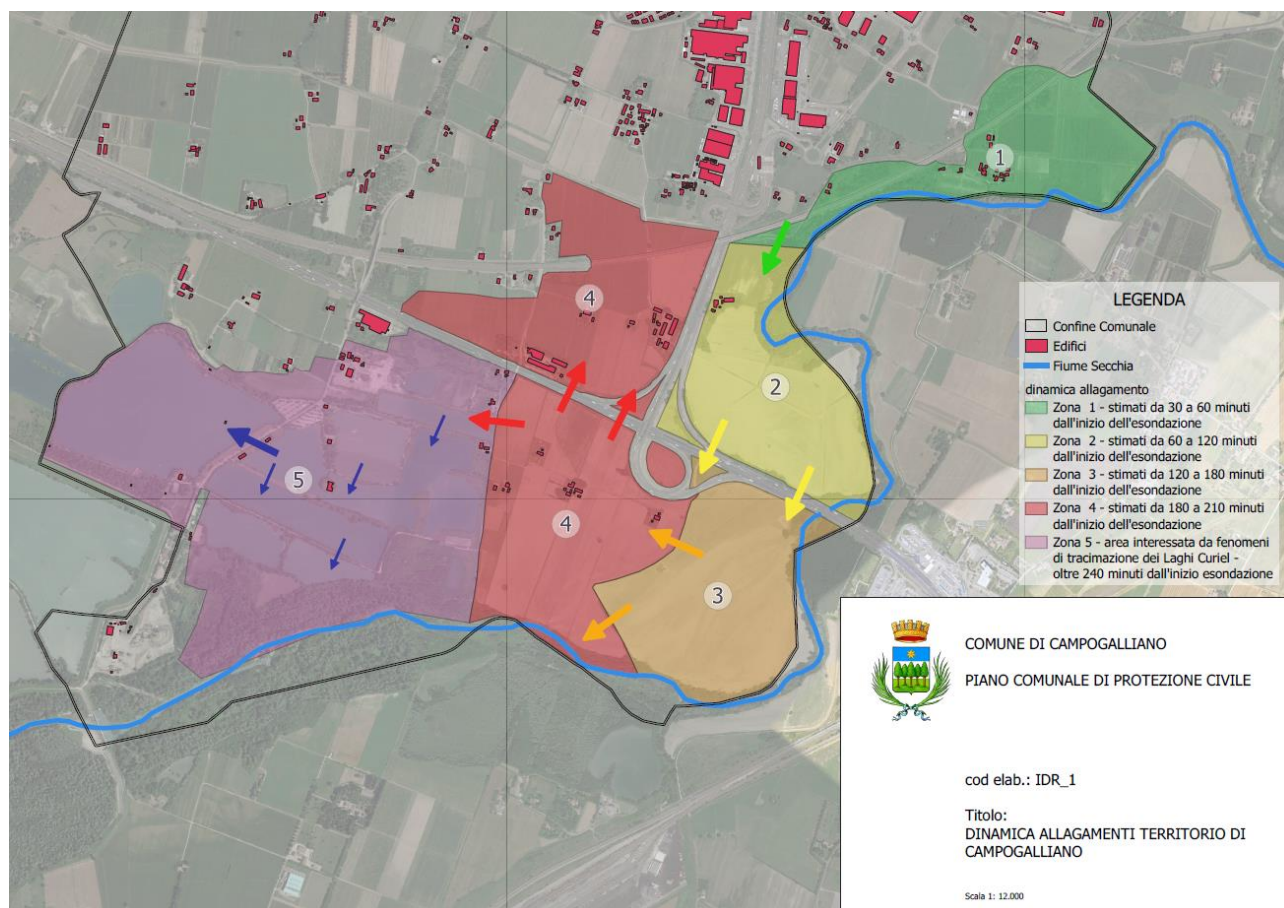 1
4
2
5
4
3
LEGENDA
Confine Comunale
Edifici
Fiume Secchia
dinamica allagamento
Zona 1 - stimati da 30 a 60 minuti
dall'inizio dell'esondazione
Zona 2 - stimati da 60 a 120 minuti
dall'inizio dell'esondazione
Zona 3 - stimati da 120 a 180 minuti
dall'inizio dell'esondazione
Zona 4 - stimati da 180 a 210 minuti
dall'inizio dell'esondazione
Zona 5 - area interessata da fenomeni
di tracimazione dei Laghi Curiel -
oltre 240 minuti dall'inizio esondazione
COMUNE DI CAMPOGALLIANO
PIANO COMUNALE DI PROTEZIONE CIVILE
cod elab.: IDR_1
Titolo:
DINAMICA ALLAGAMENTI TERRITORIO DI
CAMPOGALLIANO
Scala 1: 12.000